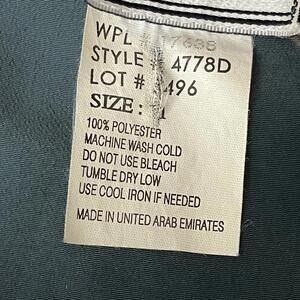 WPL #
STYLE # 4778D
LOT # 496
SIZE :
100% POLYESTER
MACHINE WASH COLD
DO NOT USE BLEACH
TUMBLE DRY LOW
USE COOL IRON IF NEEDED
MADE IN UNITED ARAB EMIRATES